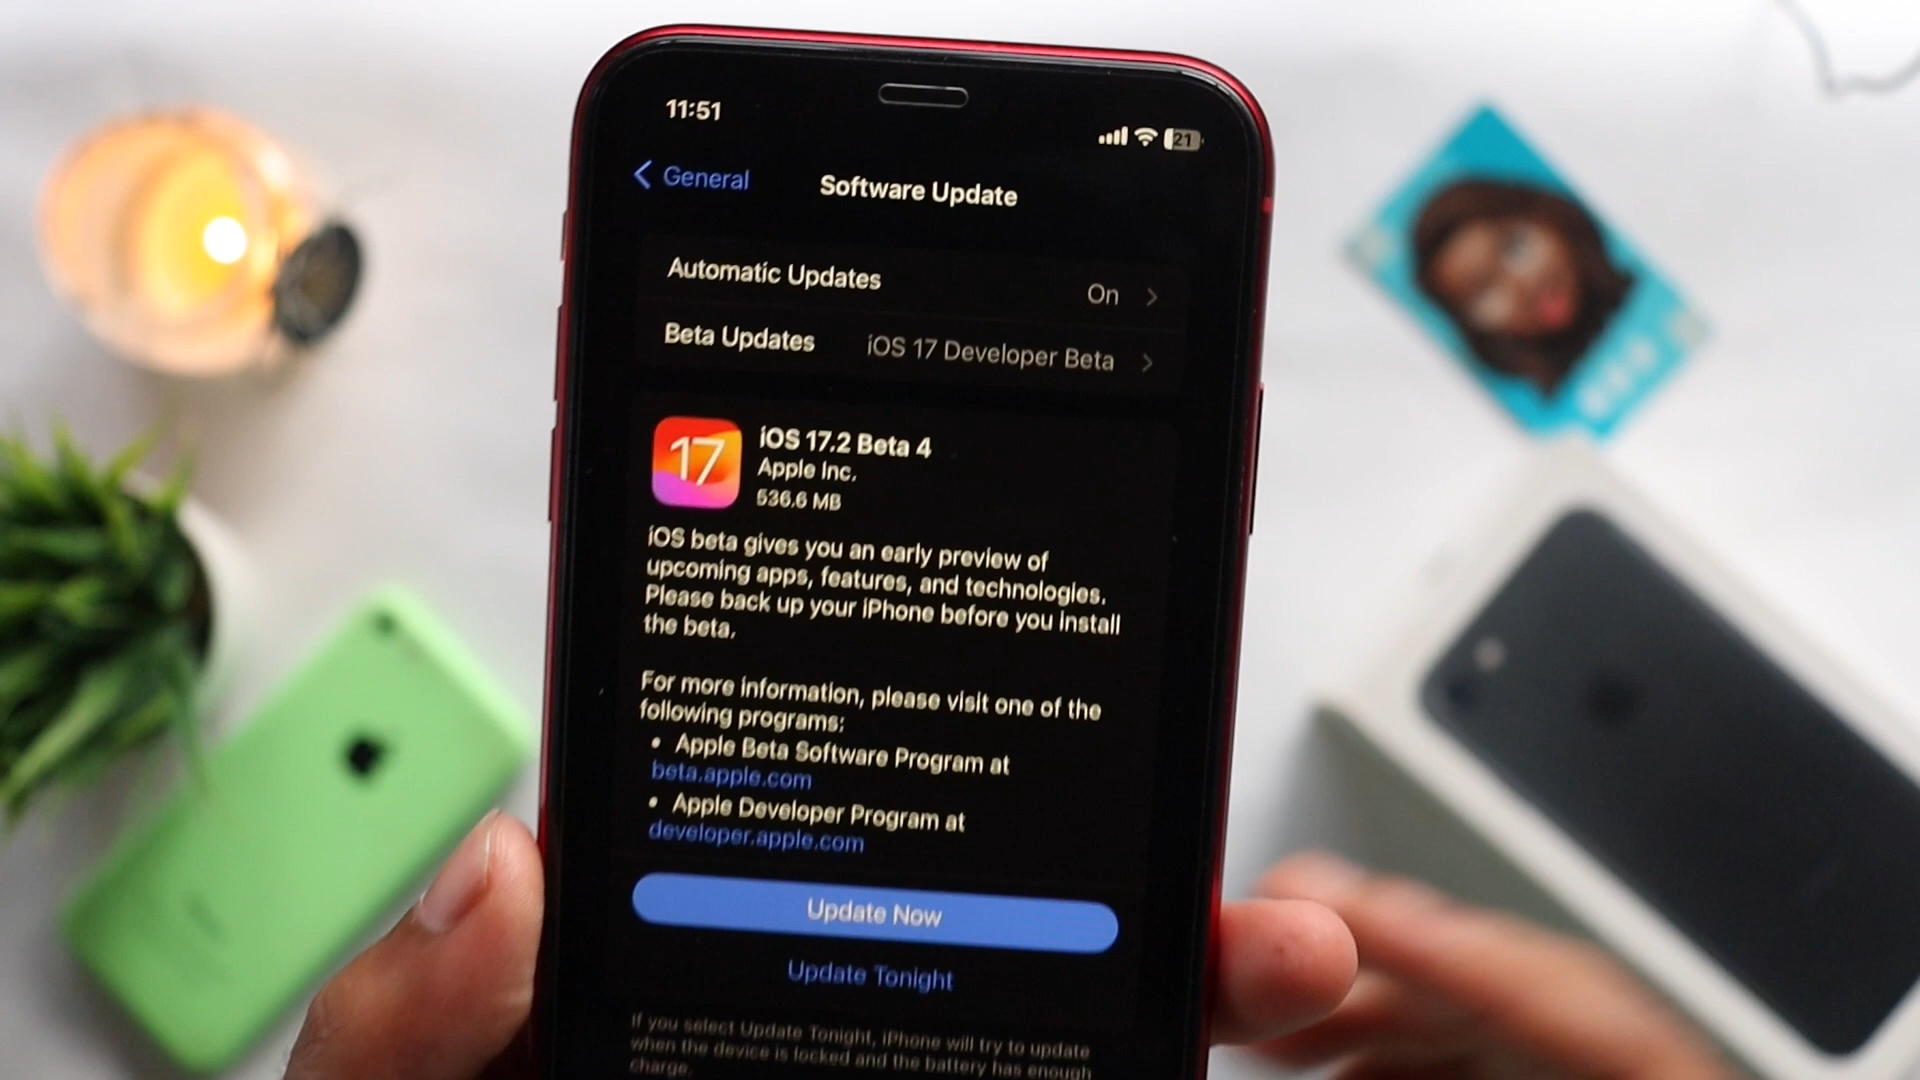 11:51
21
General
Software Update
Automatic Updates On
Beta Updates iOS 17 Developer Beta
17
iOS 17.2 Beta 4
Apple Inc.
536.6 MB
iOS beta gives you an early preview of
upcoming apps, features, and technologies.
Please back up your iPhone before you install
the beta.
For more information, please visit one of the
following programs:
• Apple Beta Software Program at
beta.apple.com
• Apple Developer Program at
developer.apple.com
Update Now
Update Tonight
If you select Update Tonight, iPhone will try to update
when the device is locked and the battery has enough
charge.